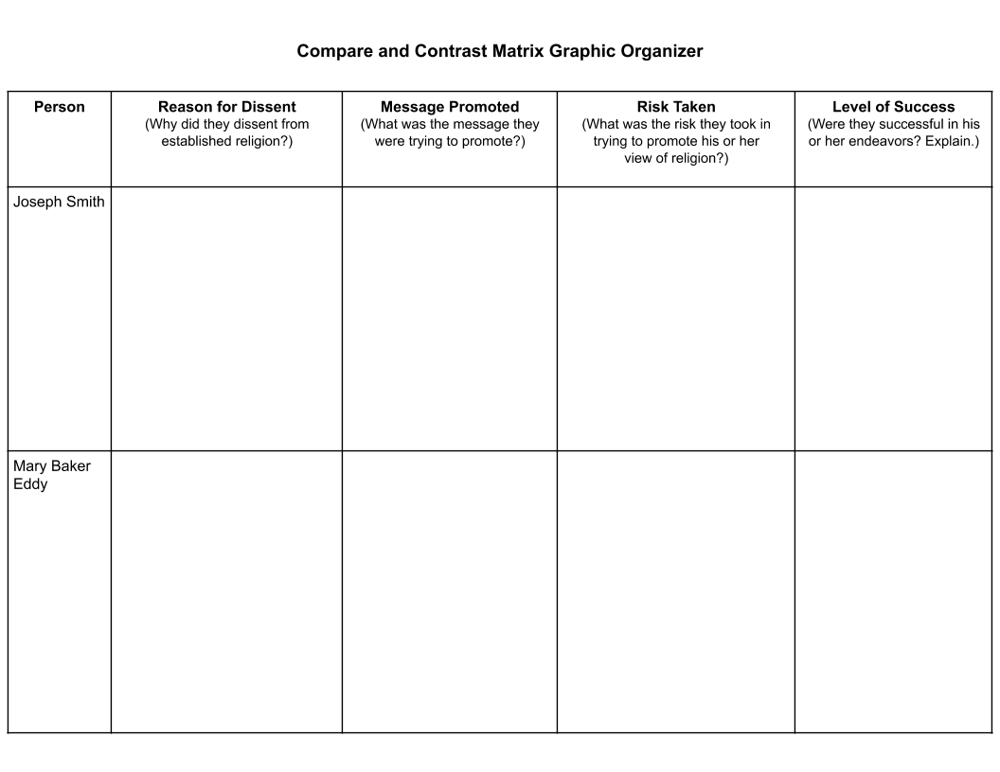 Compare and Contrast Matrix Graphic Organizer
Person
Reason for Dissent
(Why did they dissent from
established religion?)
Message Promoted
(What was the message they
were trying to promote?)
Risk Taken
(What was the risk they took in
trying to promote his or her
view of religion?)
Level of Success
(Were they successful in his
or her endeavors? Explain.)
Joseph Smith
Mary Baker
Eddy